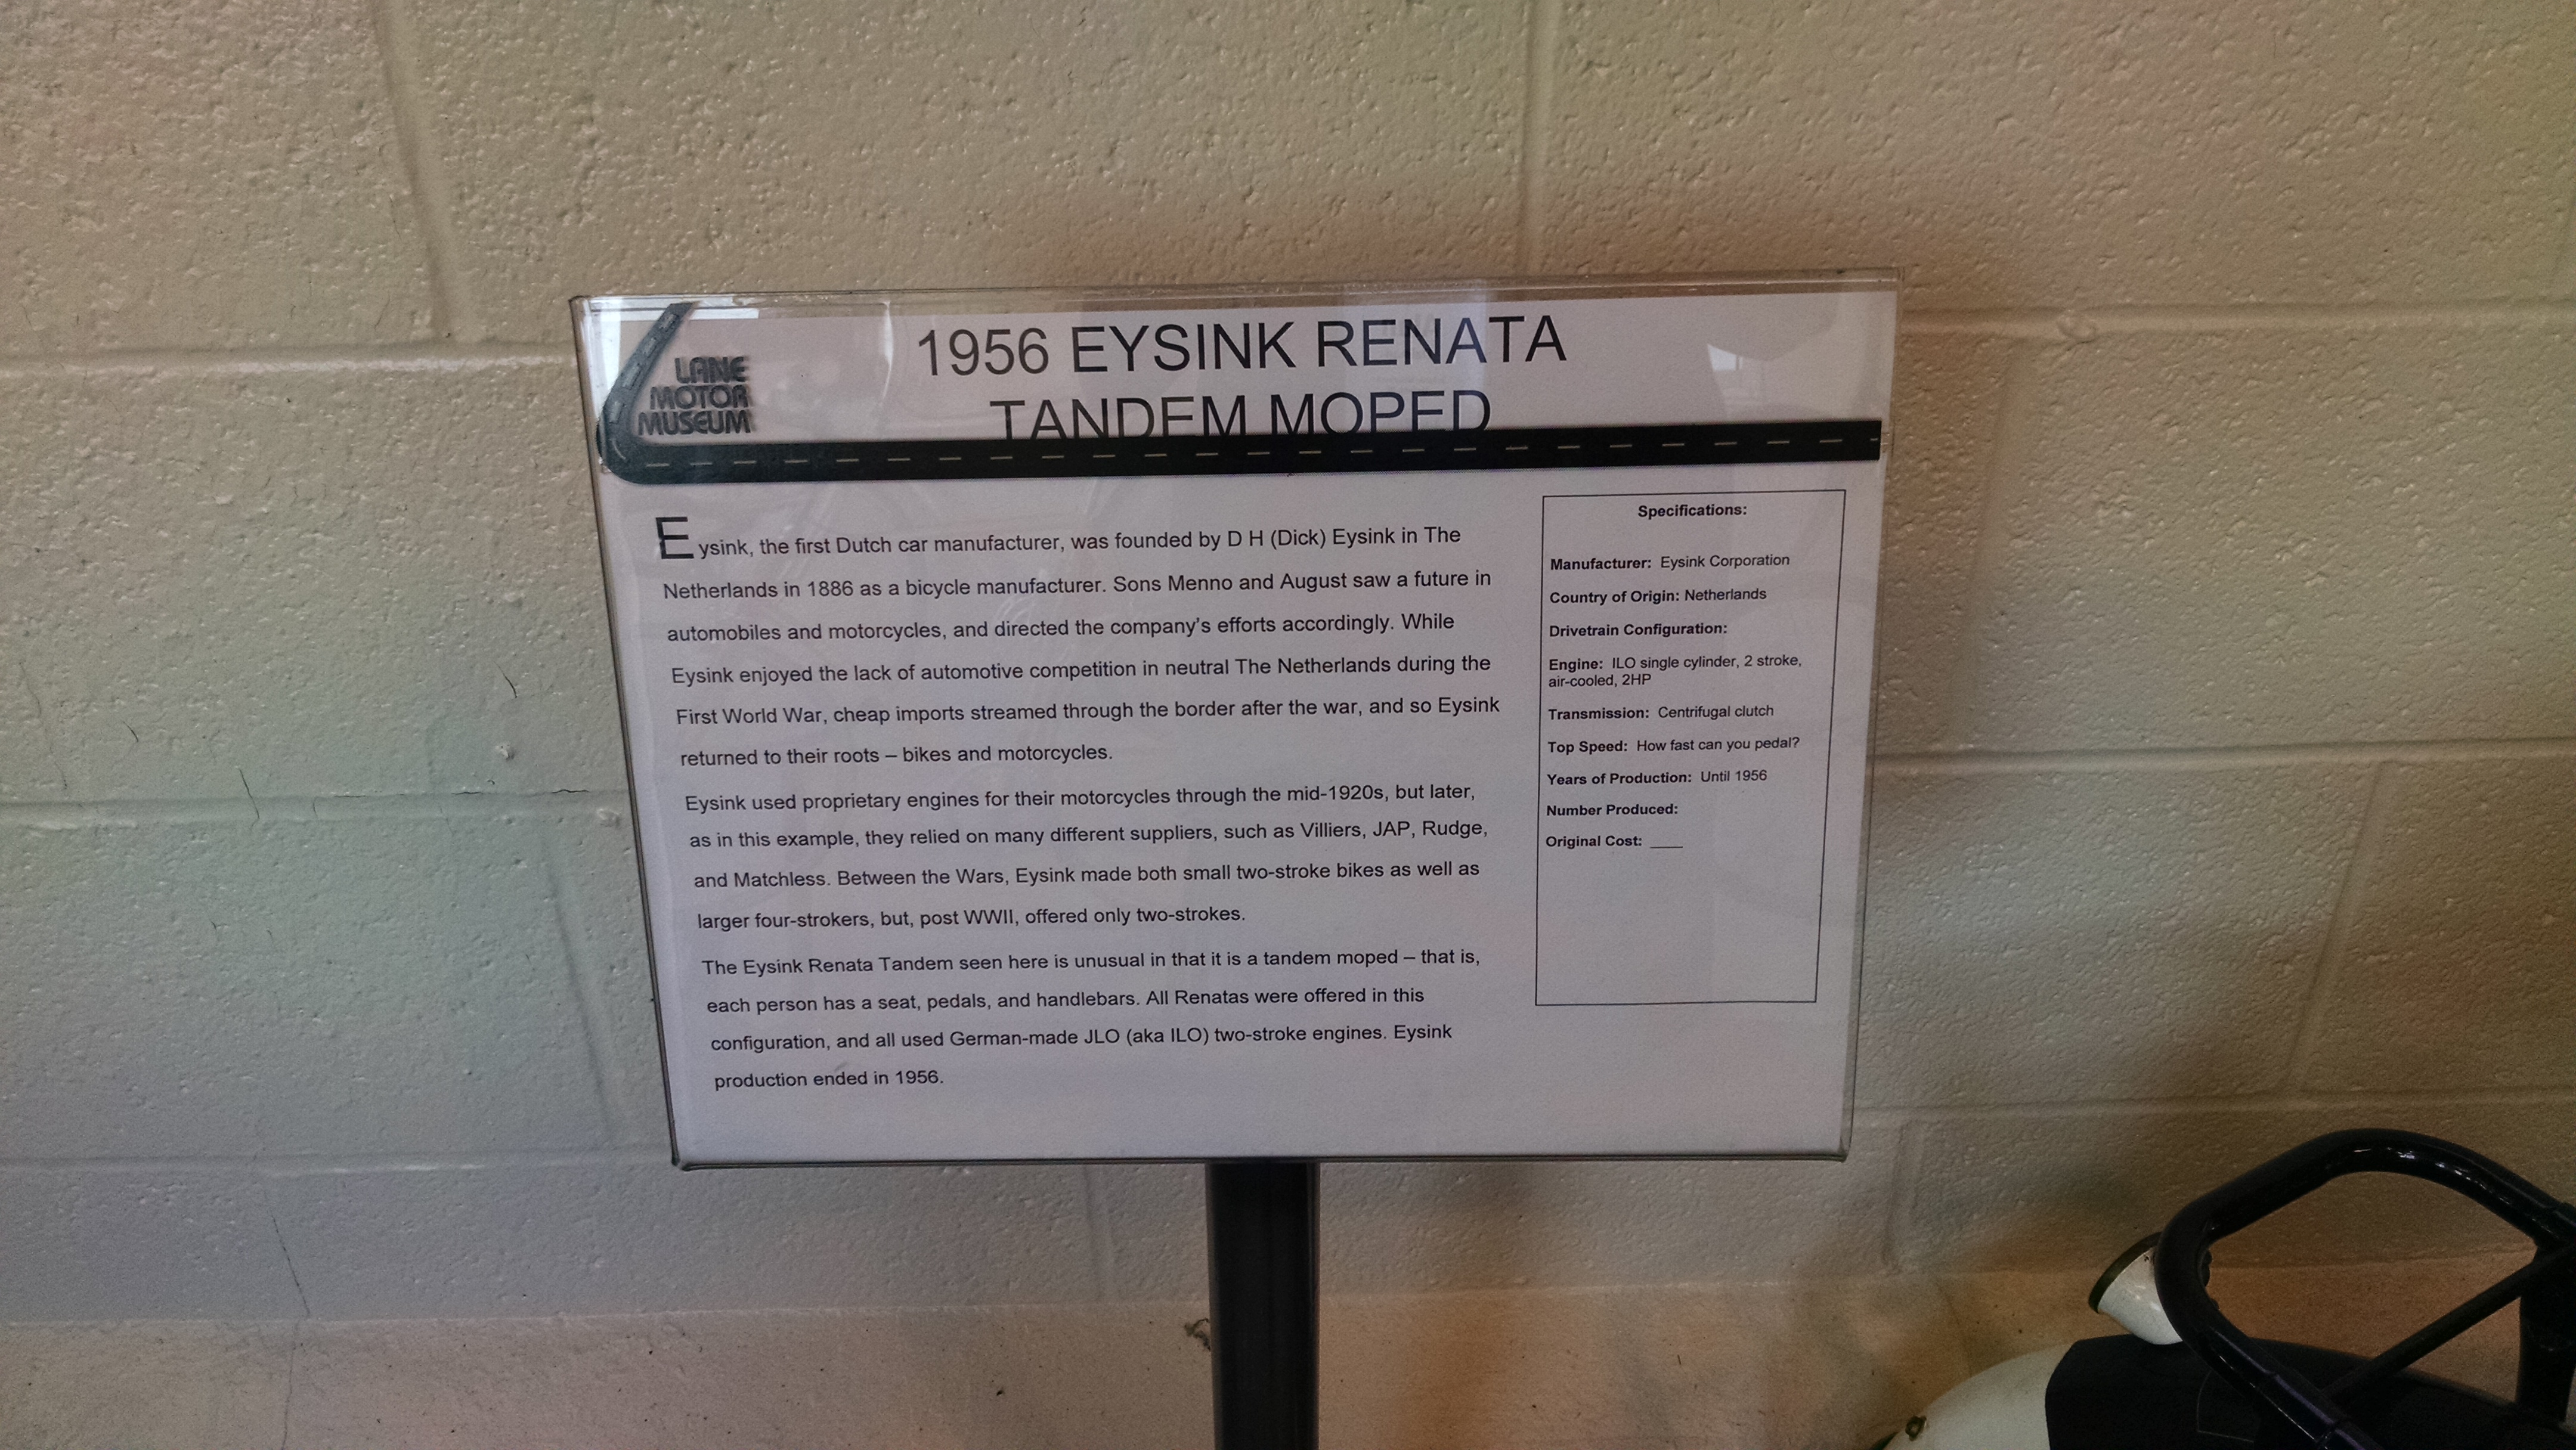 LANE
MOTOR
MUSEUM
1956 EYSINK RENATA
TANDEM MOPED
Eysink, the first Dutch car manufacturer, was founded by D H (Dick) Eysink in The
Netherlands in 1886 as a bicycle manufacturer. Sons Menno and August saw a future in
automobiles and motorcycles, and directed the company's efforts accordingly. While
Eysink enjoyed the lack of automotive competition in neutral The Netherlands during the
First World War, cheap imports streamed through the border after the war, and so Eysink
returned to their roots – bikes and motorcycles.
Eysink used proprietary engines for their motorcycles through the mid-1920s, but later,
as in this example, they relied on many different suppliers, such as Villiers, JAP, Rudge,
and Matchless. Between the Wars, Eysink made both small two-stroke bikes as well as
larger four-strokers, but, post WWII, offered only two-strokes.
The Eysink Renata Tandem seen here is unusual in that it is a tandem moped – that is,
each person has a seat, pedals, and handlebars. All Renatas were offered in this
configuration, and all used German-made JLO (aka ILO) two-stroke engines. Eysink
production ended in 1956.
Specifications:
Manufacturer: Eysink Corporation
Country of Origin: Netherlands
Drivetrain Configuration:
Engine: ILO single cylinder, 2 stroke,
air-cooled, 2HP
Transmission: Centrifugal clutch
Top Speed: How fast can you pedal?
Years of Production: Until 1956
Number Produced:
Original Cost: ____